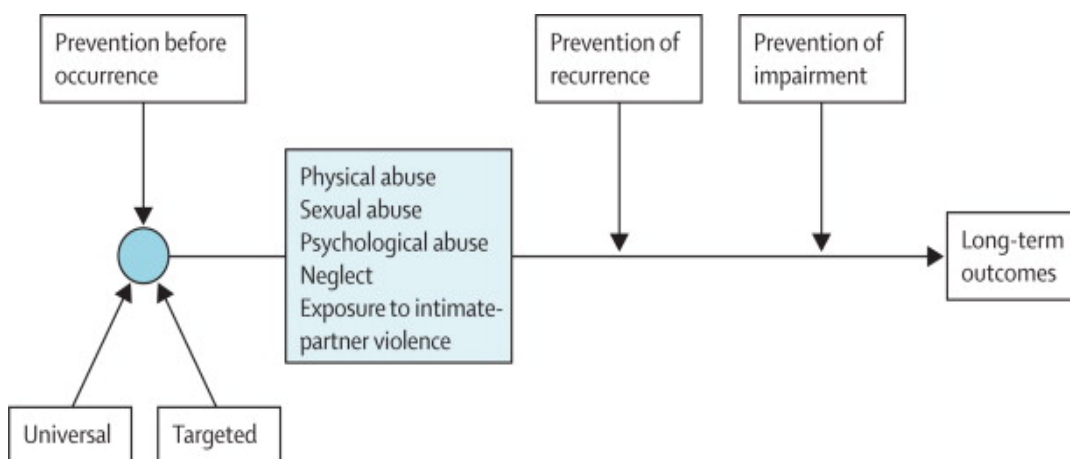 Prevention before
occurrence
Prevention of
recurrence
Prevention of
impairment
Physical abuse
Sexual abuse
Psychological abuse
Neglect
Exposure to intimate-
partner violence
Long-term
outcomes
Universal
Targeted